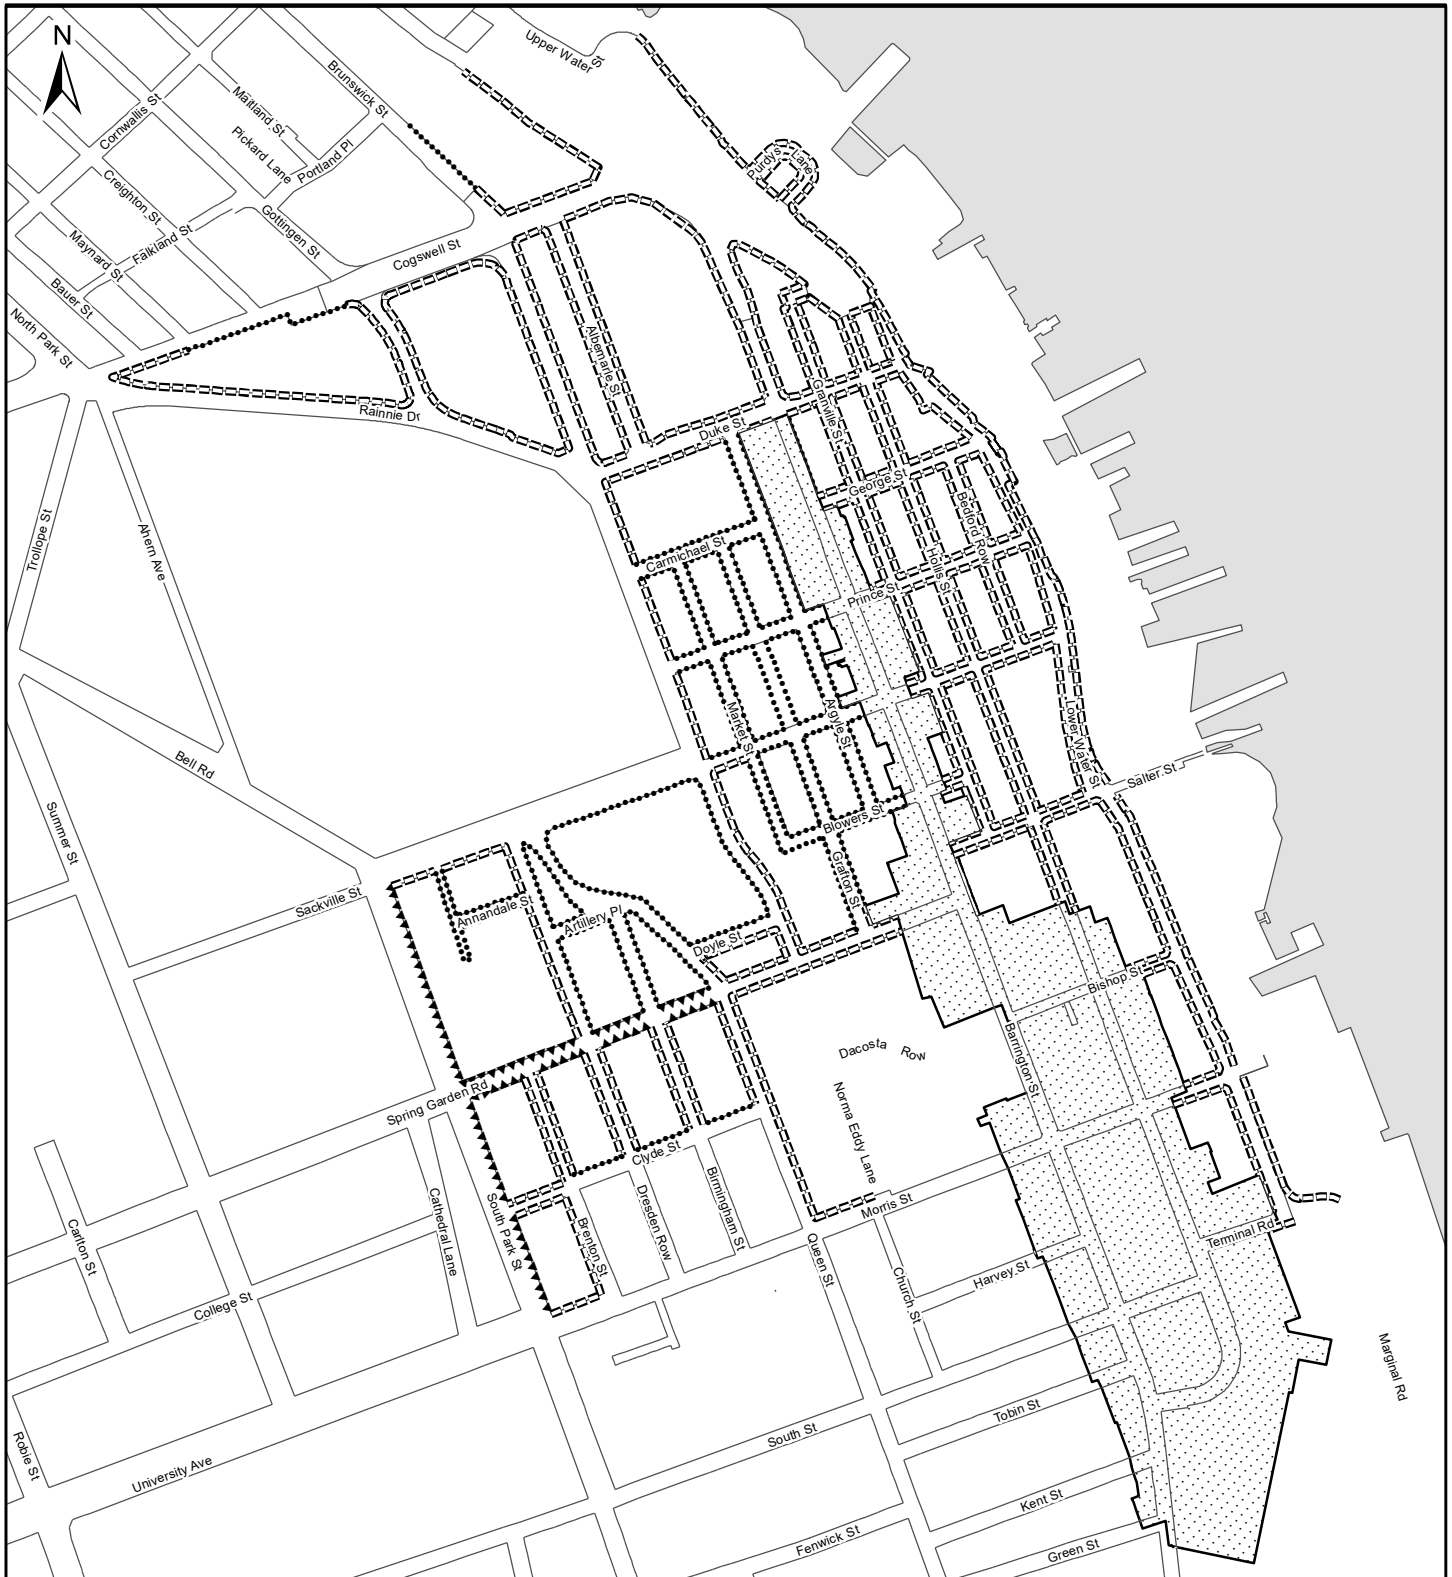 N
Upper Water St
Brunswick St
Maitland St
Cornwallis St
Pickard Lane
Portland Pl
Purdys Lane
Creighton St
Gottingen St
Falkland St
Maynard St
Cogswell St
Bauer St
North Park St
Albemarle St
Granville St
Rainnie Dr
Duke St
George St
Bedford Row
Trollope St
Ahern Ave
Carmichael St
Hollis St
Prince St
Market St
Argyle St
Lower Water St
Bell Rd
Salter St
Summer St
Blowers St
Grafton St
Sackville St
Annandale St
Artillery Pl
Doyle St
Bishop St
Dacosta Row
Barrington St
Spring Garden Rd
Norma Eddy Lane
Clyde St
Cathedral Lane
South Park St
Dresden Row
Birmingham St
Morris St
Carlton St
Brenton St
Queen St
Terminal Rd
Church St
Harvey St
College St
Marginal Rd
Tobin St
South St
Robie St
University Ave
Kent St
Fenwick St
Green St